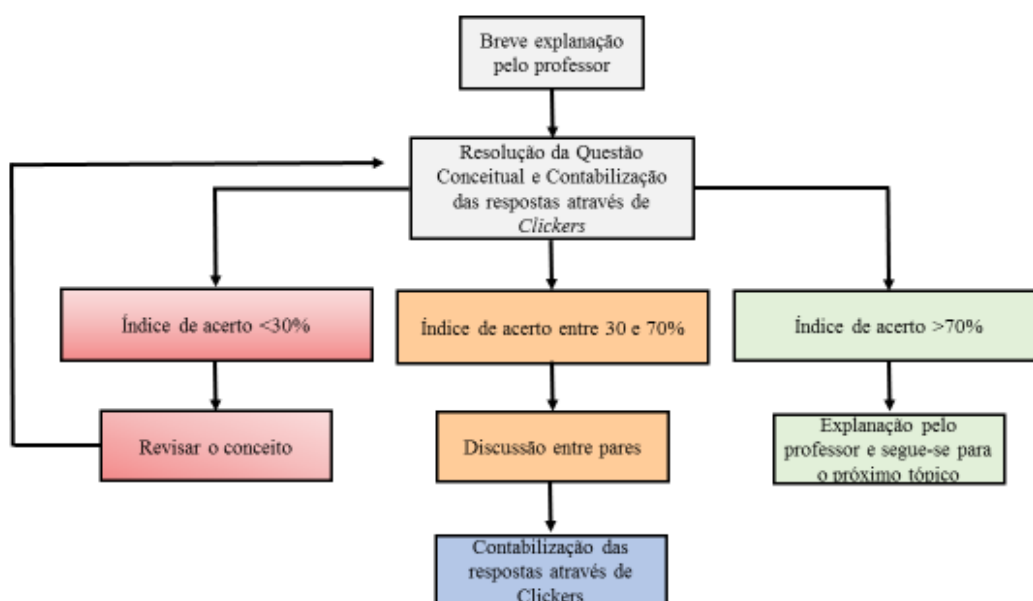 Breve explanação
pelo professor
Resolução da Questão
Conceitual e Contabilização
das respostas através de
Clickers
Índice de acerto <30%
Índice de acerto entre 30 e 70%
Índice de acerto >70%
Revisar o conceito
Discussão entre pares
Explanação pelo
professor e segue-se para
o próximo tópico
Contabilização das
respostas através de
Clickers